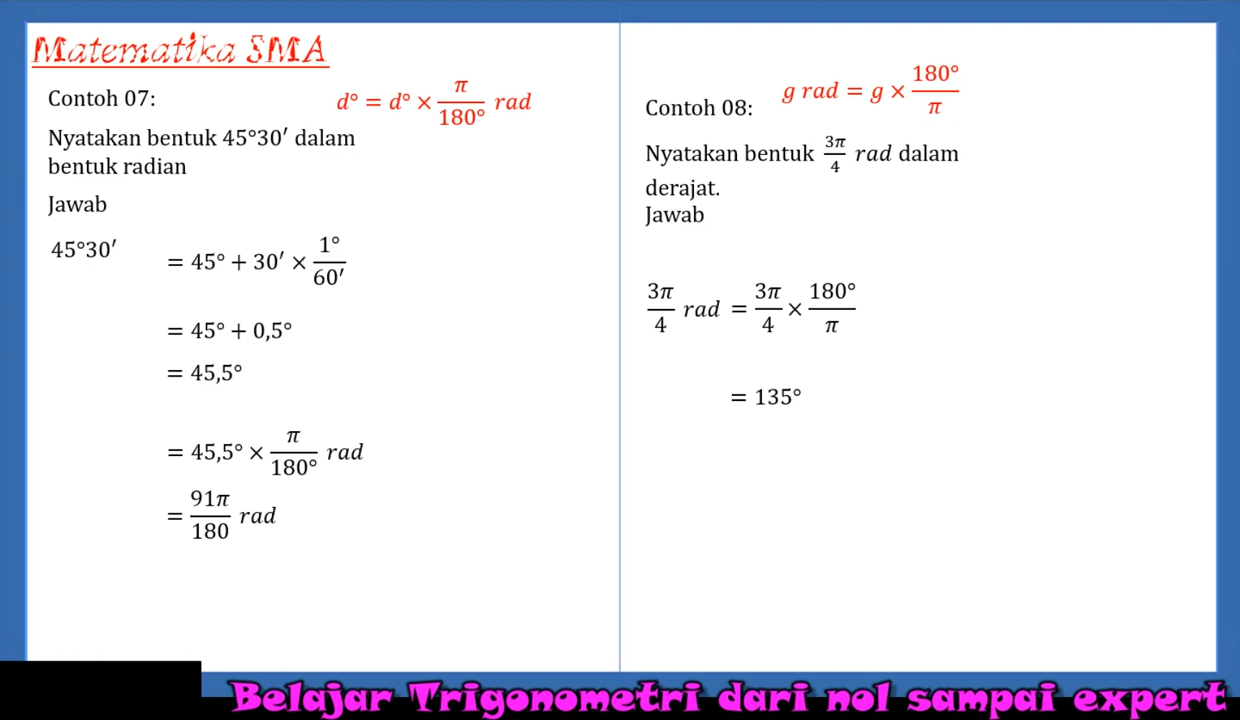 Matematika SMA
Contoh 07:
d° = d° × π/180° rad
Nyatakan bentuk 45°30′ dalam
bentuk radian
Jawab
45°30′ = 45° + 30′ × 1°/60′
= 45° + 0,5°
= 45,5°
= 45,5° × π/180° rad
= 91π/180 rad
Contoh 08:
g rad = g × 180°/π
Nyatakan bentuk 3π/4 rad dalam
derajat.
Jawab
3π/4 rad = 3π/4 × 180°/π
= 135°
Belajar Trigonometri dari nol sampai expert